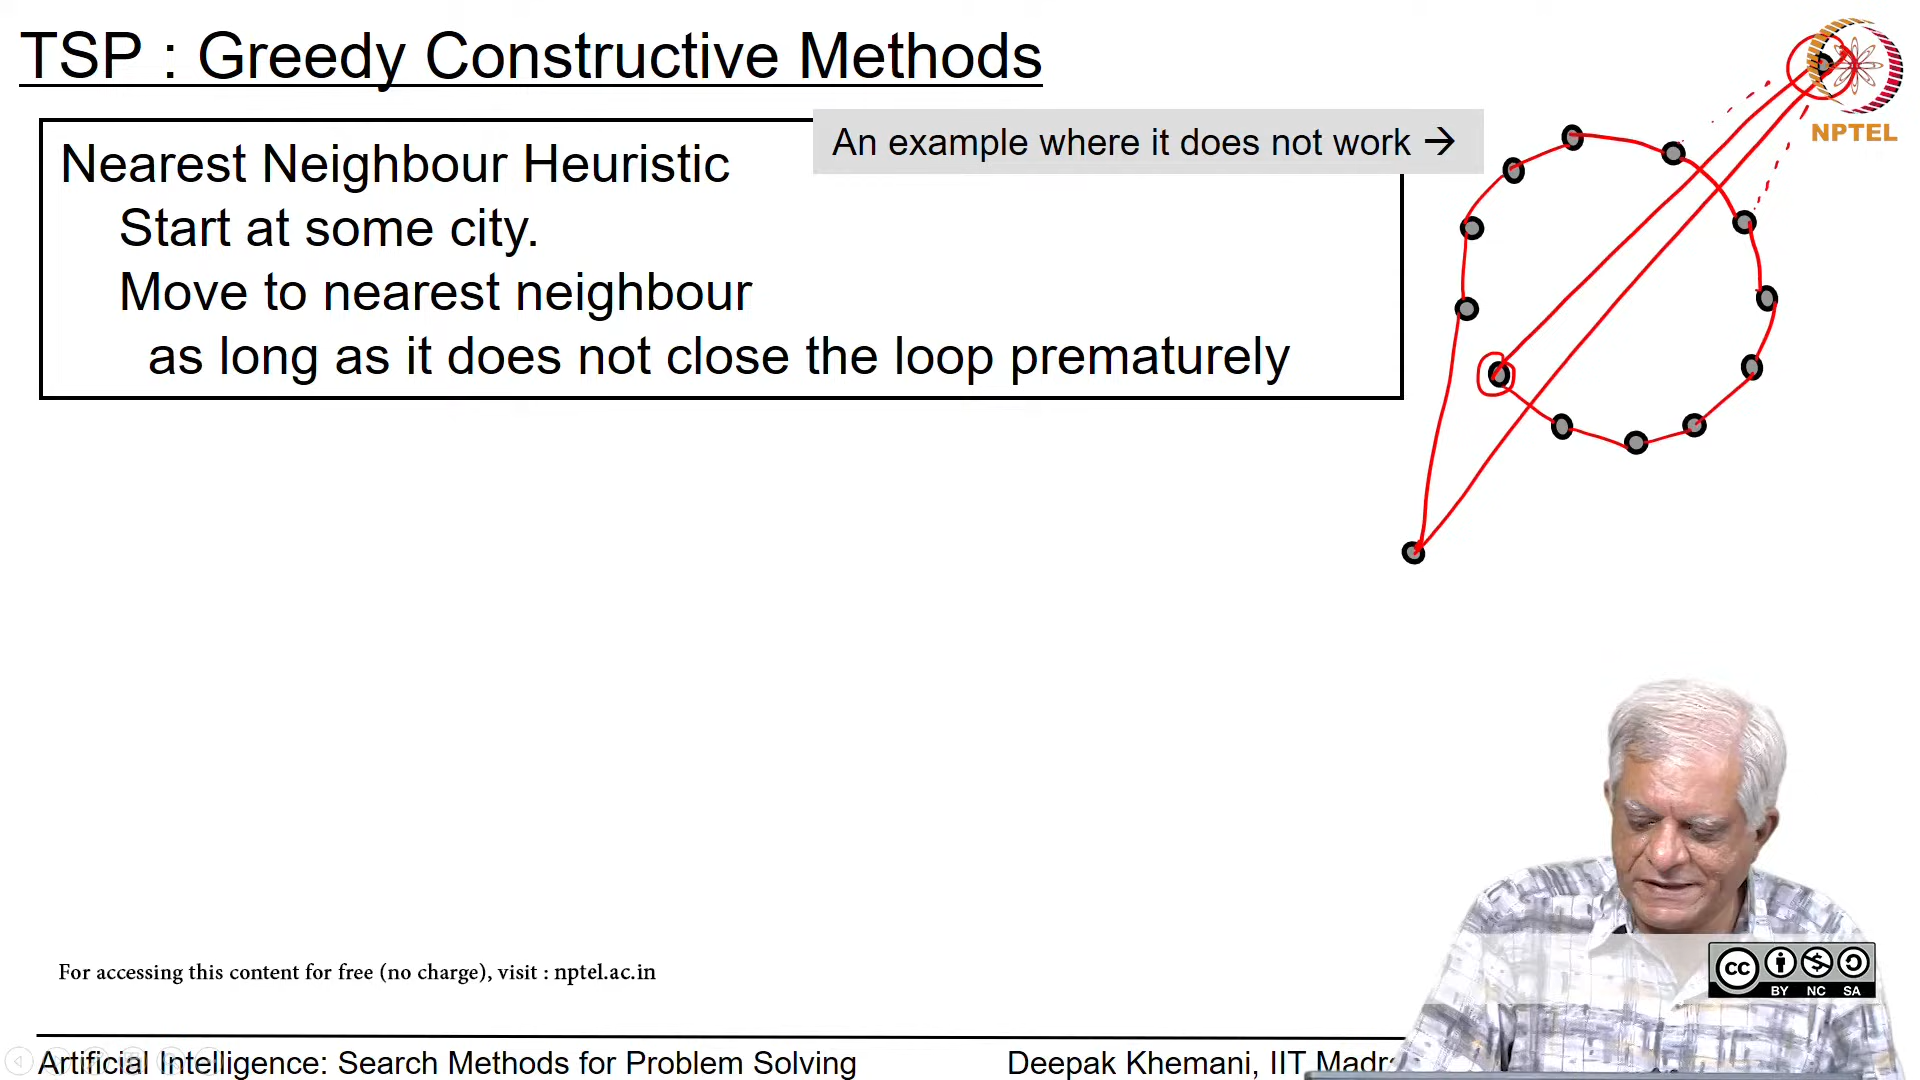 TSP : Greedy Constructive Methods
NPTEL
An example where it does not work →
Nearest Neighbour Heuristic
Start at some city.
Move to nearest neighbour
as long as it does not close the loop prematurely
For accessing this content for free (no charge), visit : nptel.ac.in
cc
BY NC SA
Artificial Intelligence: Search Methods for Problem Solving
Deepak Khemani, IIT